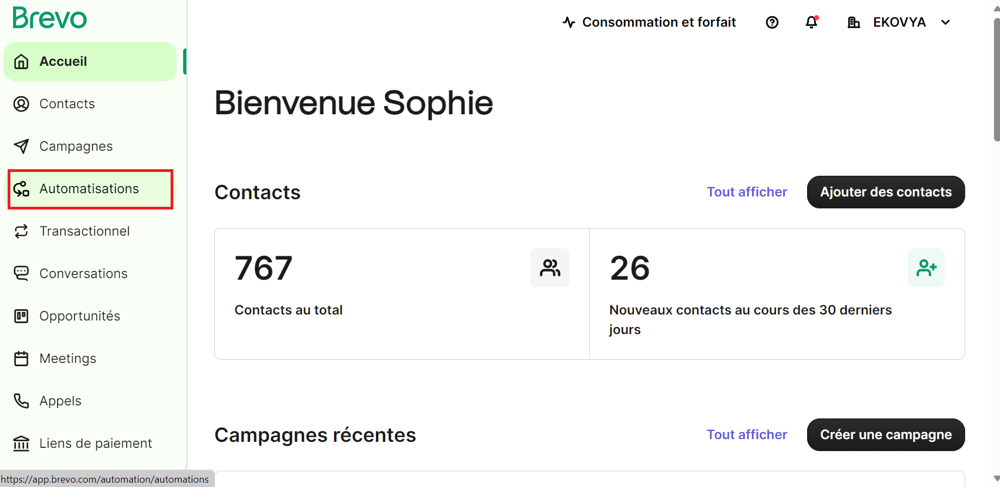 Brevo
Consommation et forfait
EKOVYA
Accueil
Contacts
Campagnes
Automatisations
Transactionnel
Conversations
Opportunités
Meetings
Appels
Liens de paiement
Bienvenue Sophie
Contacts
Tout afficher
Ajouter des contacts
767
Contacts au total
26
Nouveaux contacts au cours des 30 derniers
jours
Campagnes récentes
Tout afficher
Créer une campagne
https://app.brevo.com/automation/automations